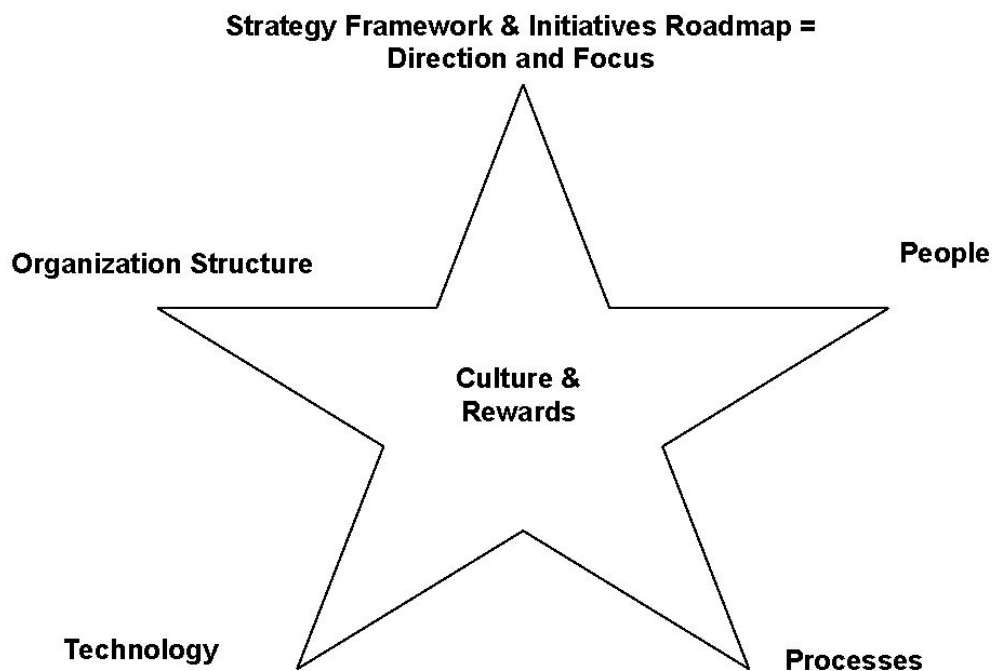 Strategy Framework & Initiatives Roadmap =
Direction and Focus
Organization Structure
People
Culture &
Rewards
Technology
Processes